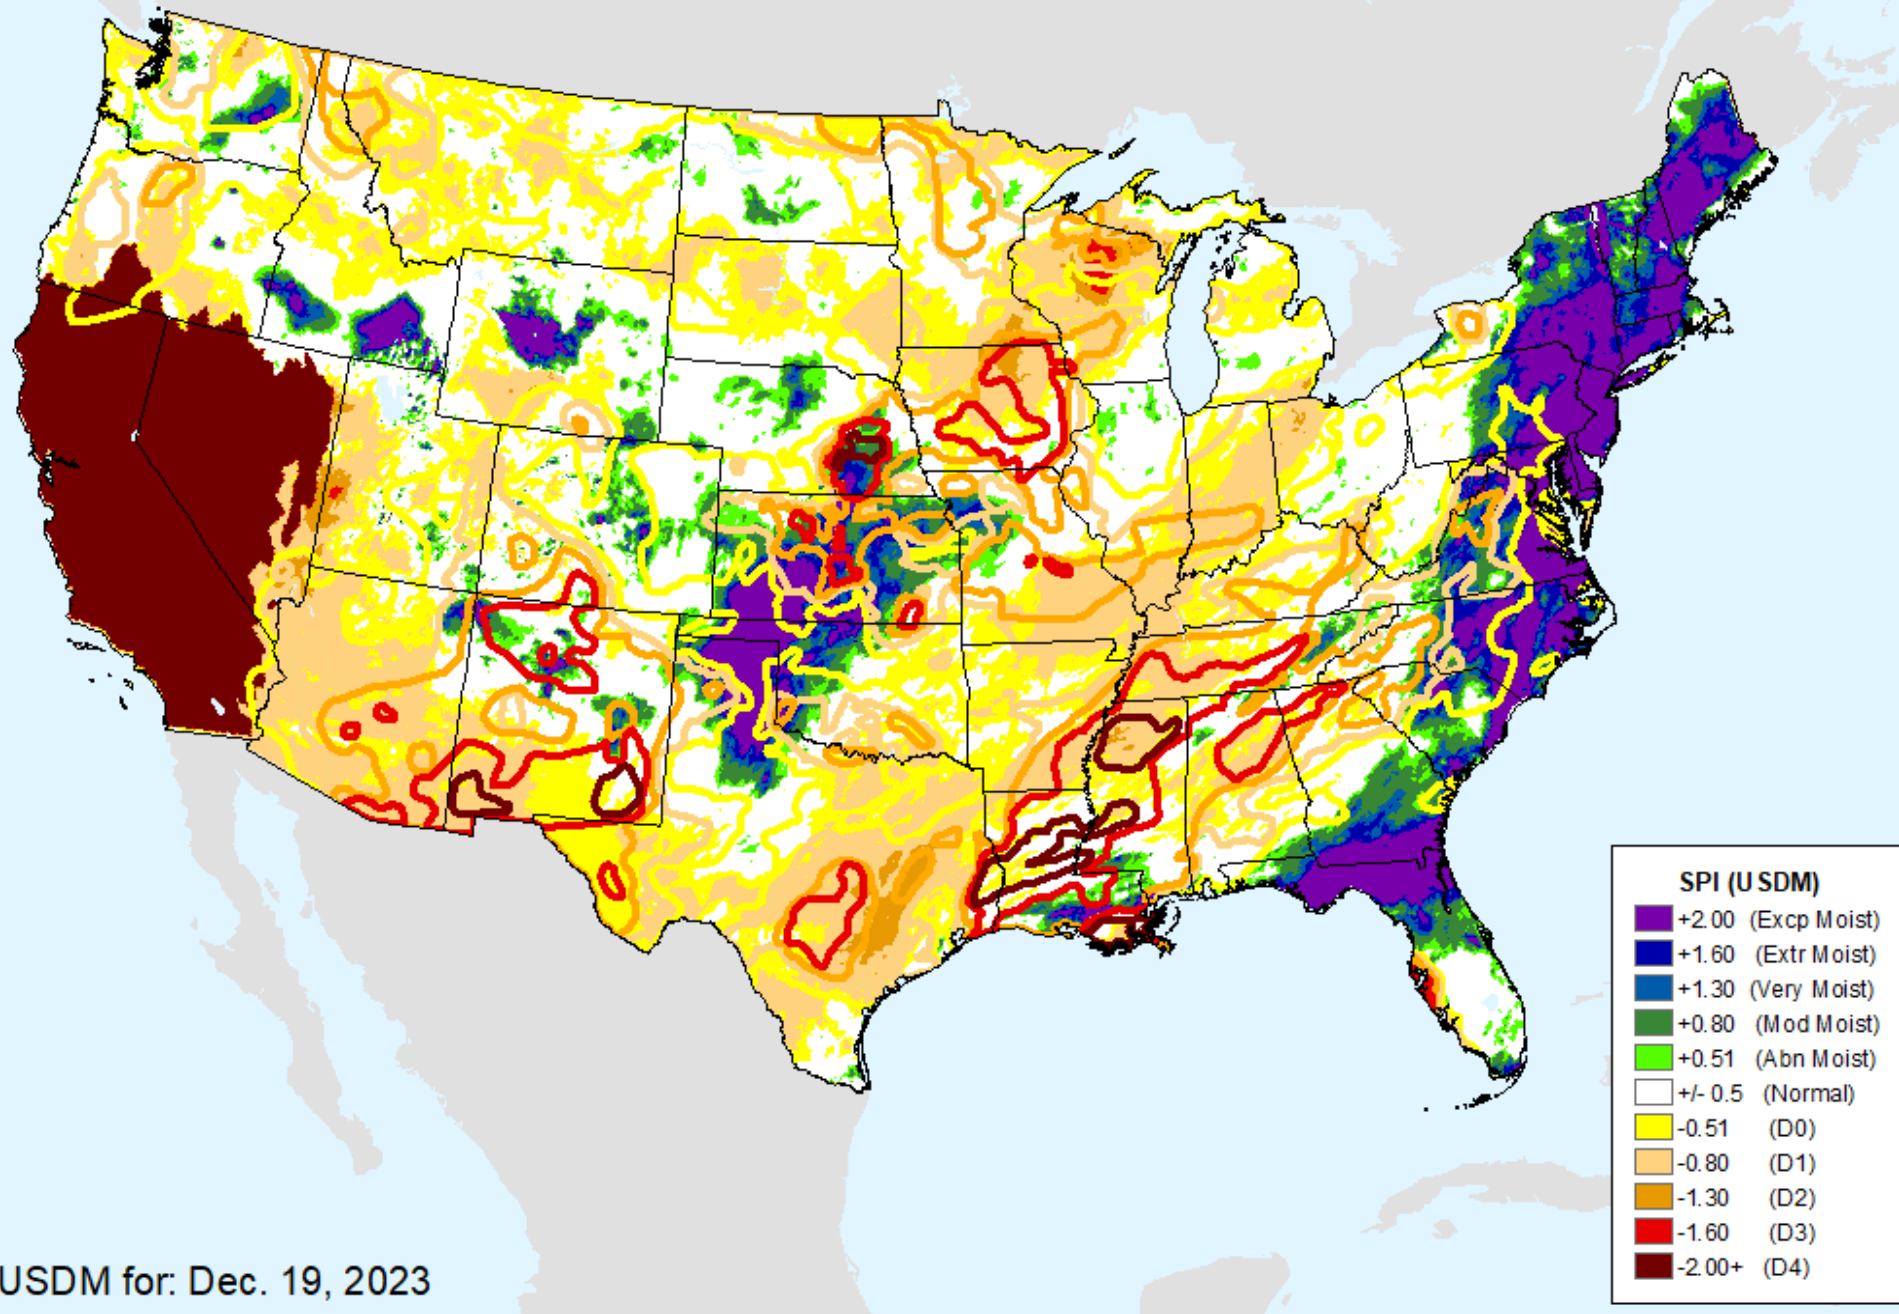 SPI (USDM)
+2.00 (Excp Moist)
+1.60 (Extr Moist)
+1.30 (Very Moist)
+0.80 (Mod Moist)
+0.51 (Abn Moist)
+/- 0.5 (Normal)
-0.51 (D0)
-0.80 (D1)
-1.30 (D2)
-1.60 (D3)
-2.00+ (D4)
USDM for: Dec. 19, 2023